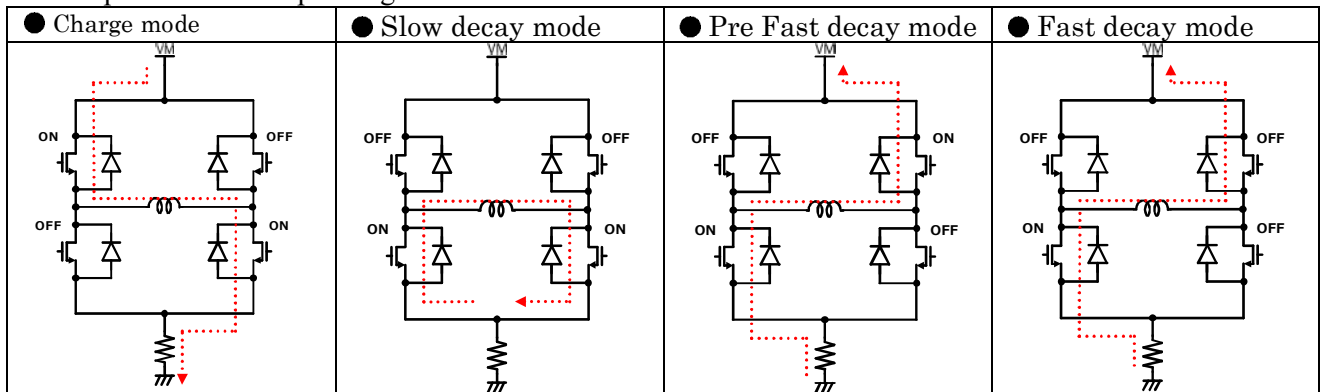 ● Charge mode
● Slow decay mode
● Pre Fast decay mode
● Fast decay mode
VM
ON
OFF
OFF
ON
VM
OFF
OFF
ON
ON
VM
OFF
ON
ON
OFF
VM
OFF
OFF
ON
OFF